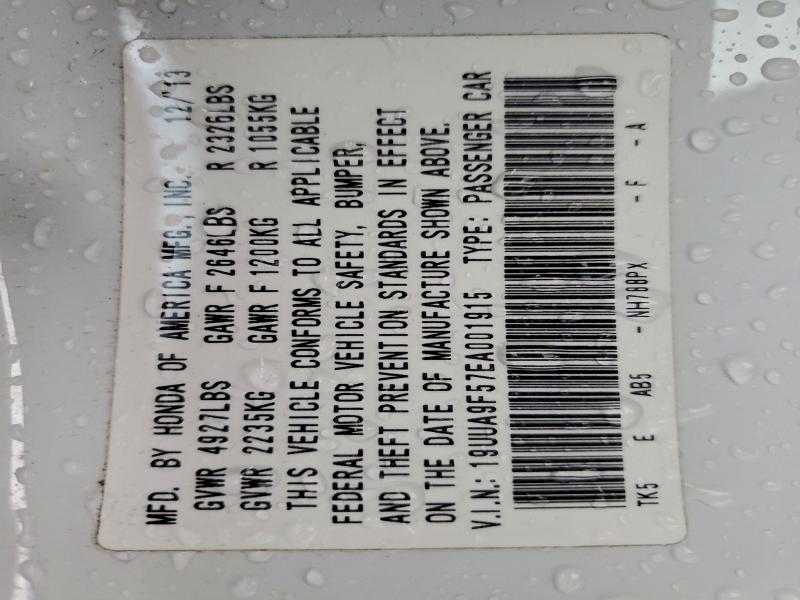 MFD. BY HONDA OF AMERICA MFG., INC. 12/13
GVWR 4927LBS GAWR F 2646LBS R 2326LBS
GVWR 2235KG GAWR F 1200KG R 1055KG
THIS VEHICLE CONFORMS TO ALL APPLICABLE
FEDERAL MOTOR VEHICLE SAFETY, BUMPER,
AND THEFT PREVENTION STANDARDS IN EFFECT
ON THE DATE OF MANUFACTURE SHOWN ABOVE.
V.I.N.: 19UUA9F57EA001915 TYPE: PASSENGER CAR
TK5 E AB5 - NH788PX - F - A